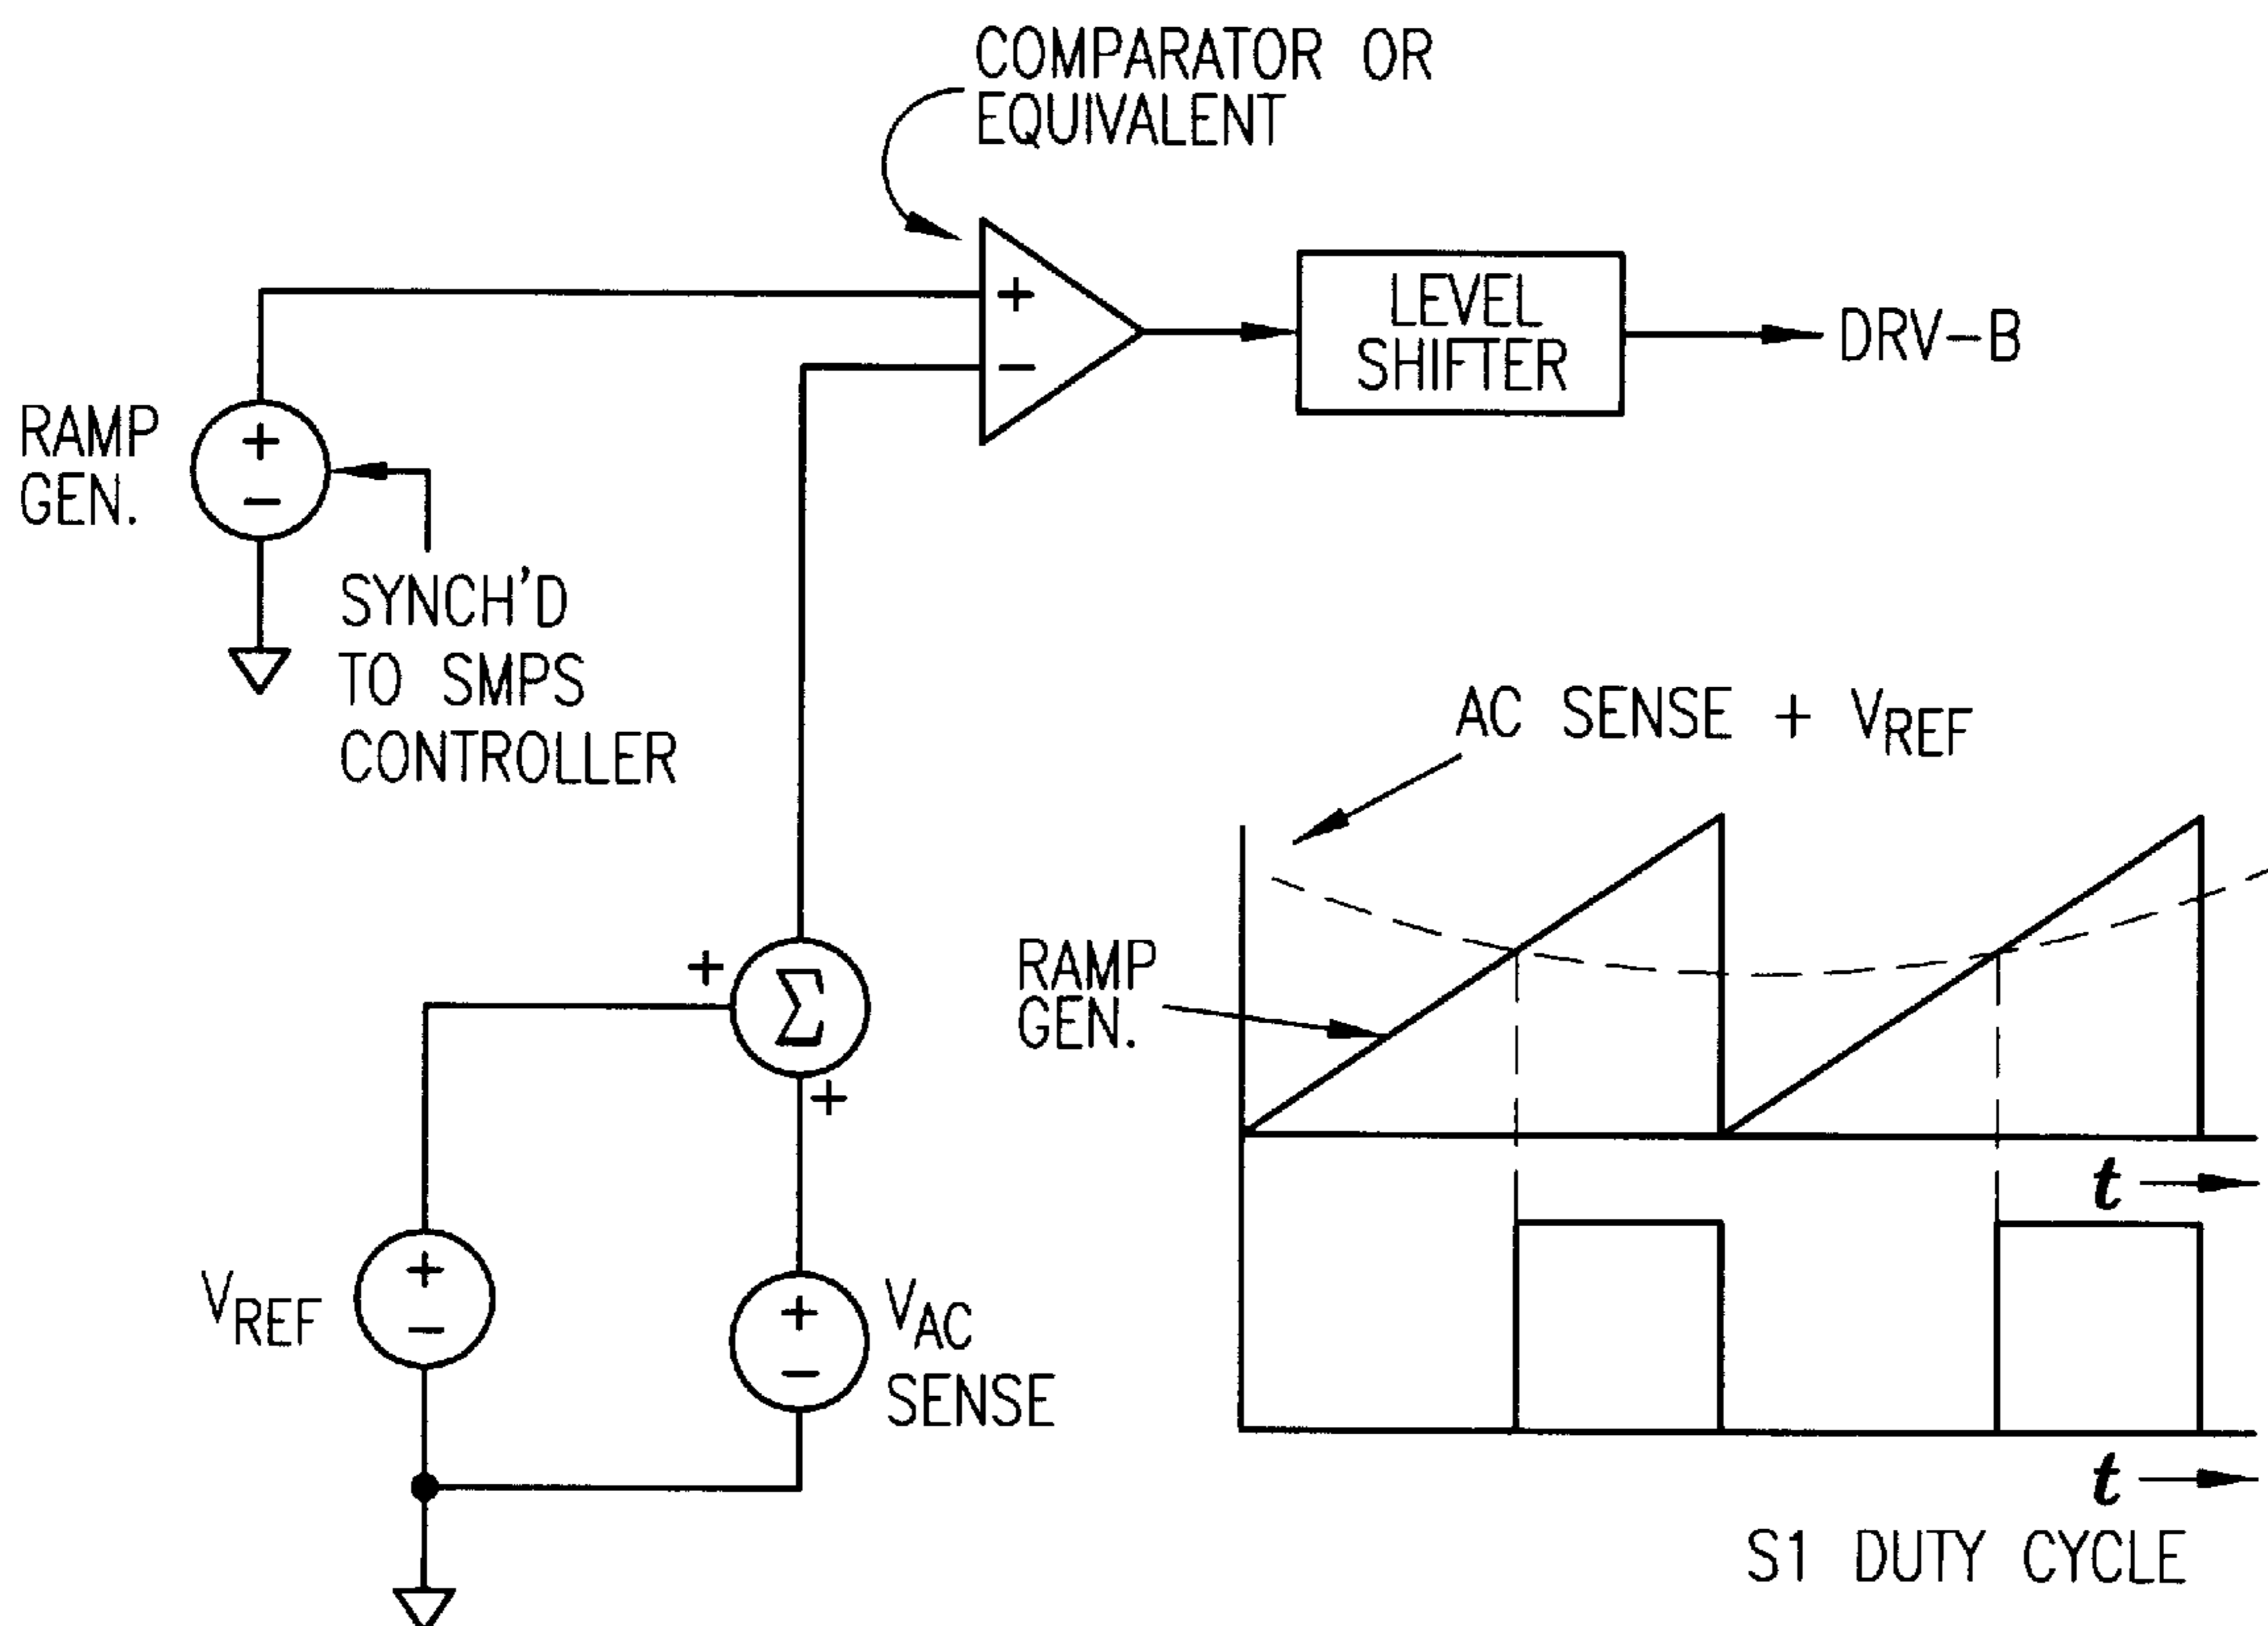 COMPARATOR OR
EQUIVALENT
+
−
LEVEL
SHIFTER
DRV-B
RAMP
GEN.
+
−
SYNCH'D
TO SMPS
CONTROLLER
AC SENSE + VREF
RAMP
GEN.
+
Σ
+
t
VREF
+
−
+
−
VAC
SENSE
t
S1 DUTY CYCLE